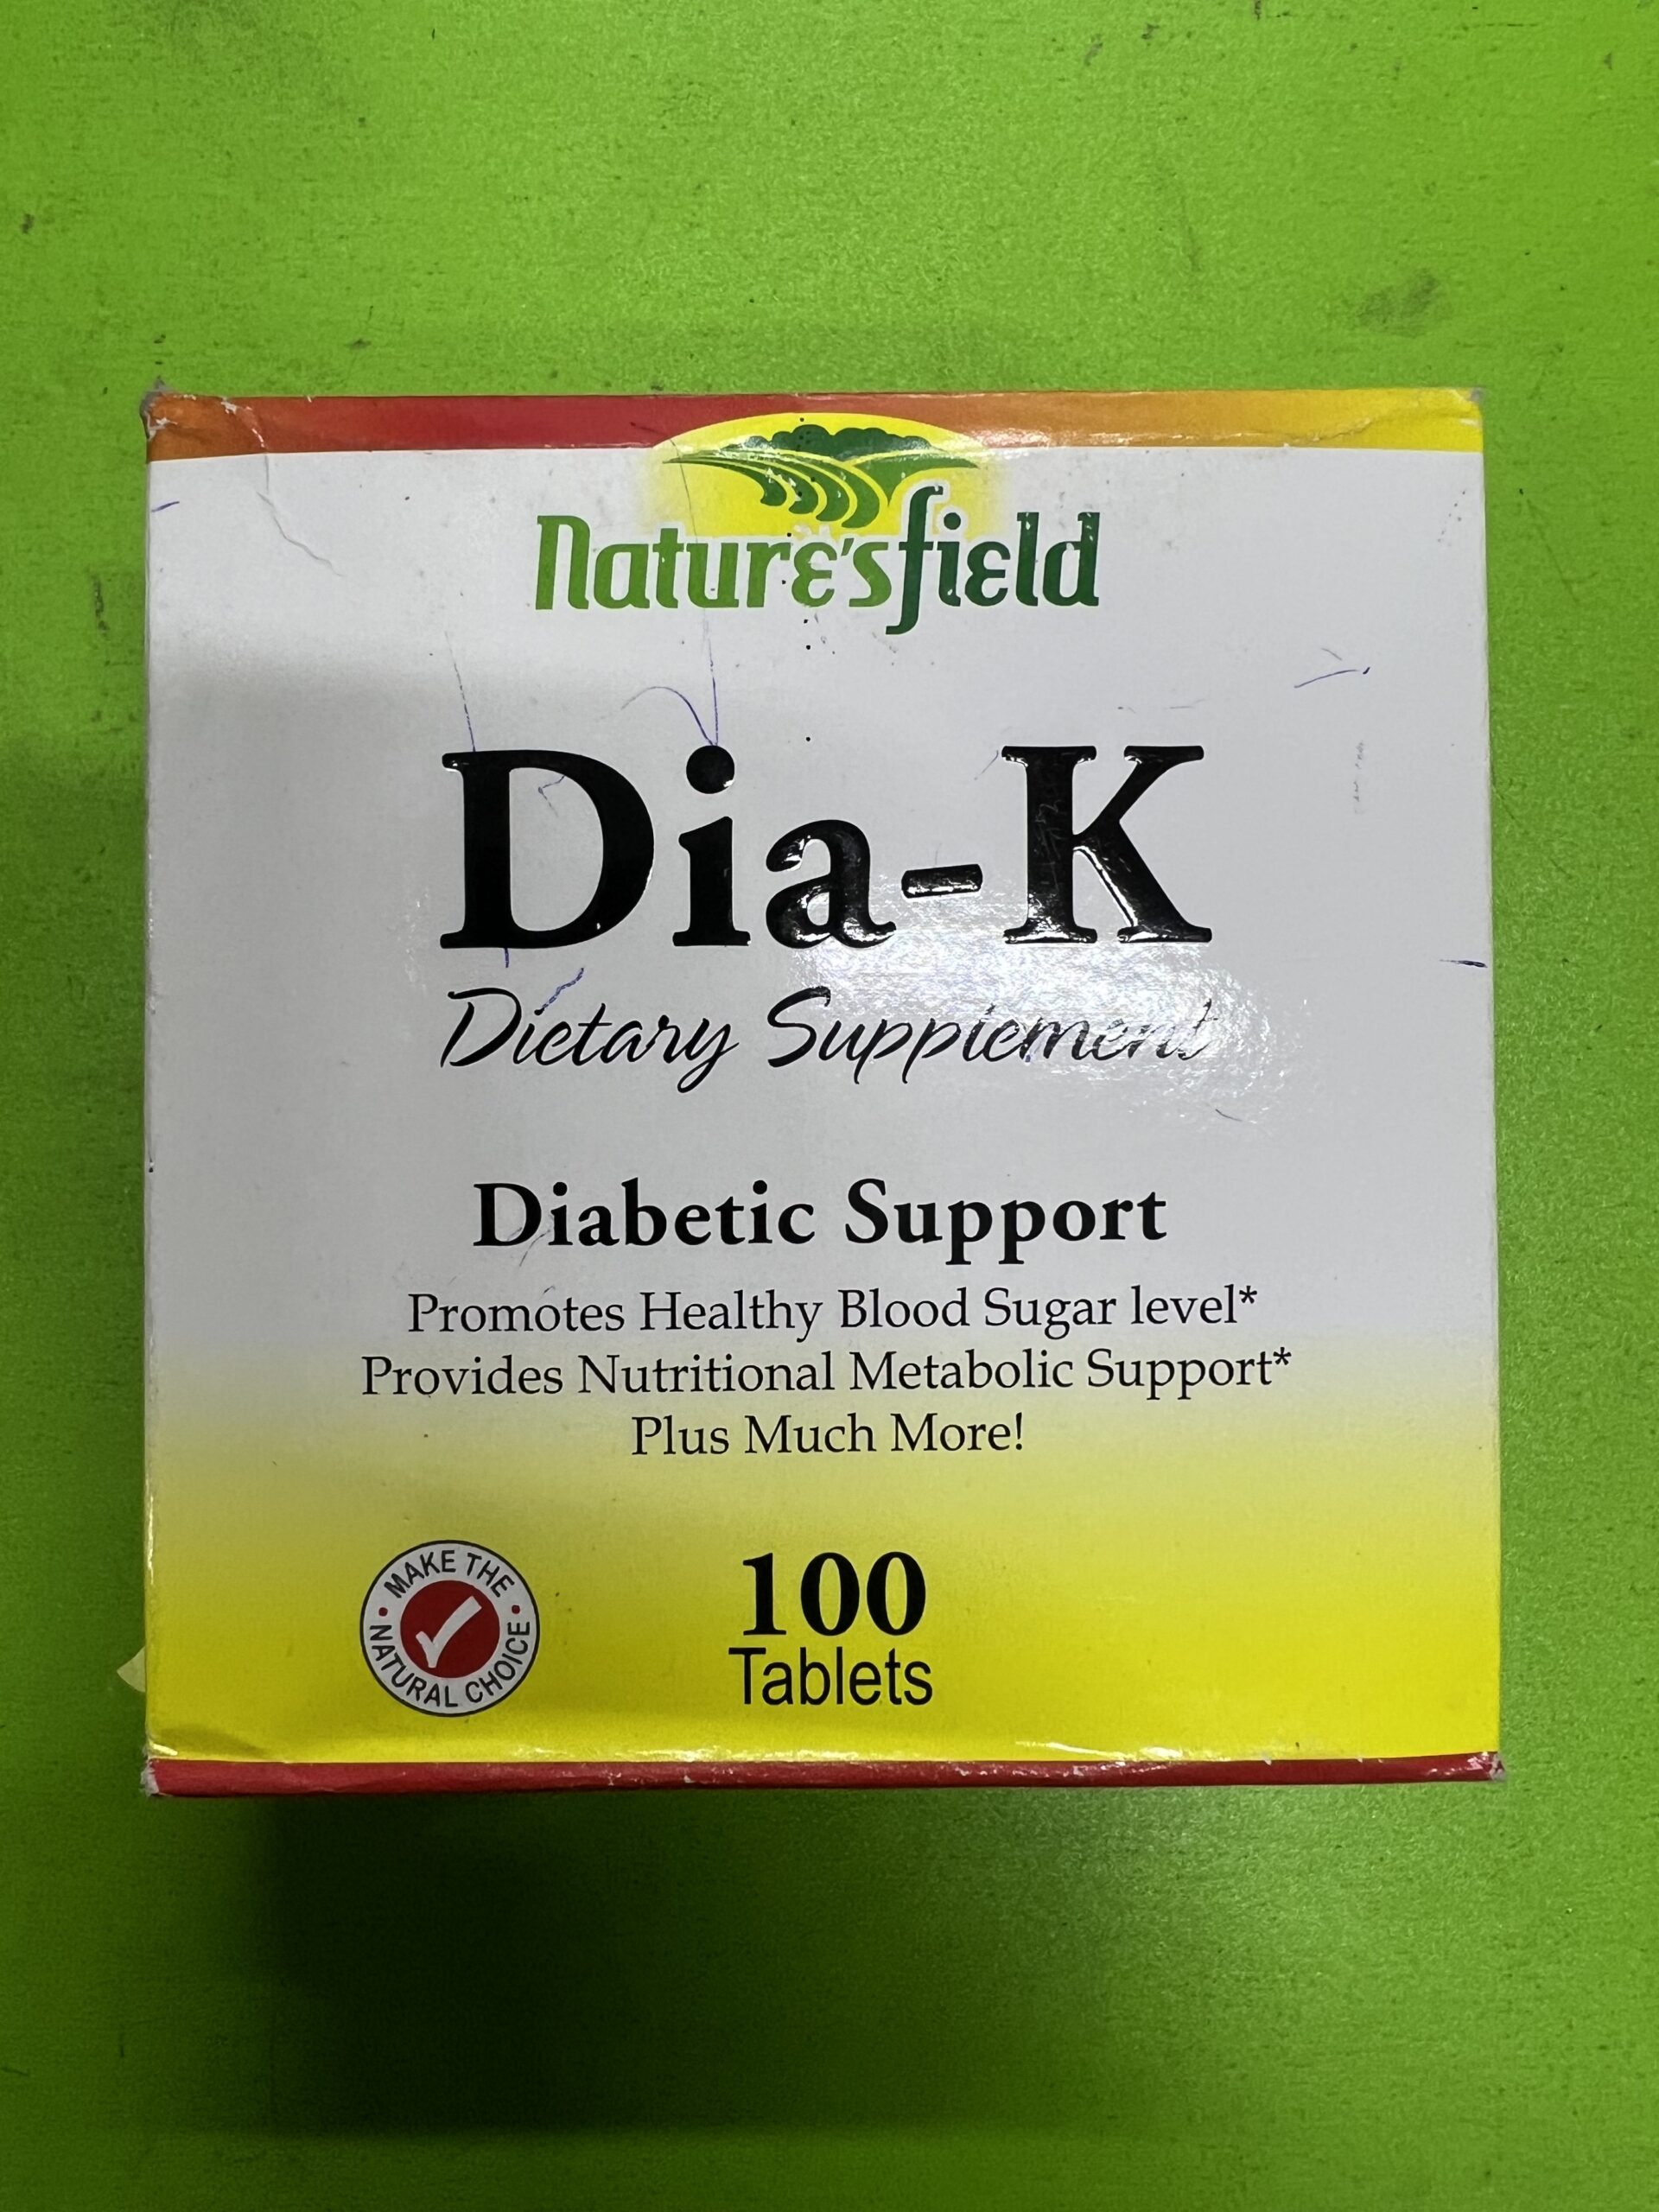 Nature'sfield
Dia-K
Dietary Supplement
Diabetic Support
Promotes Healthy Blood Sugar level*
Provides Nutritional Metabolic Support*
Plus Much More!
MAKE THE
NATURAL CHOICE
100
Tablets